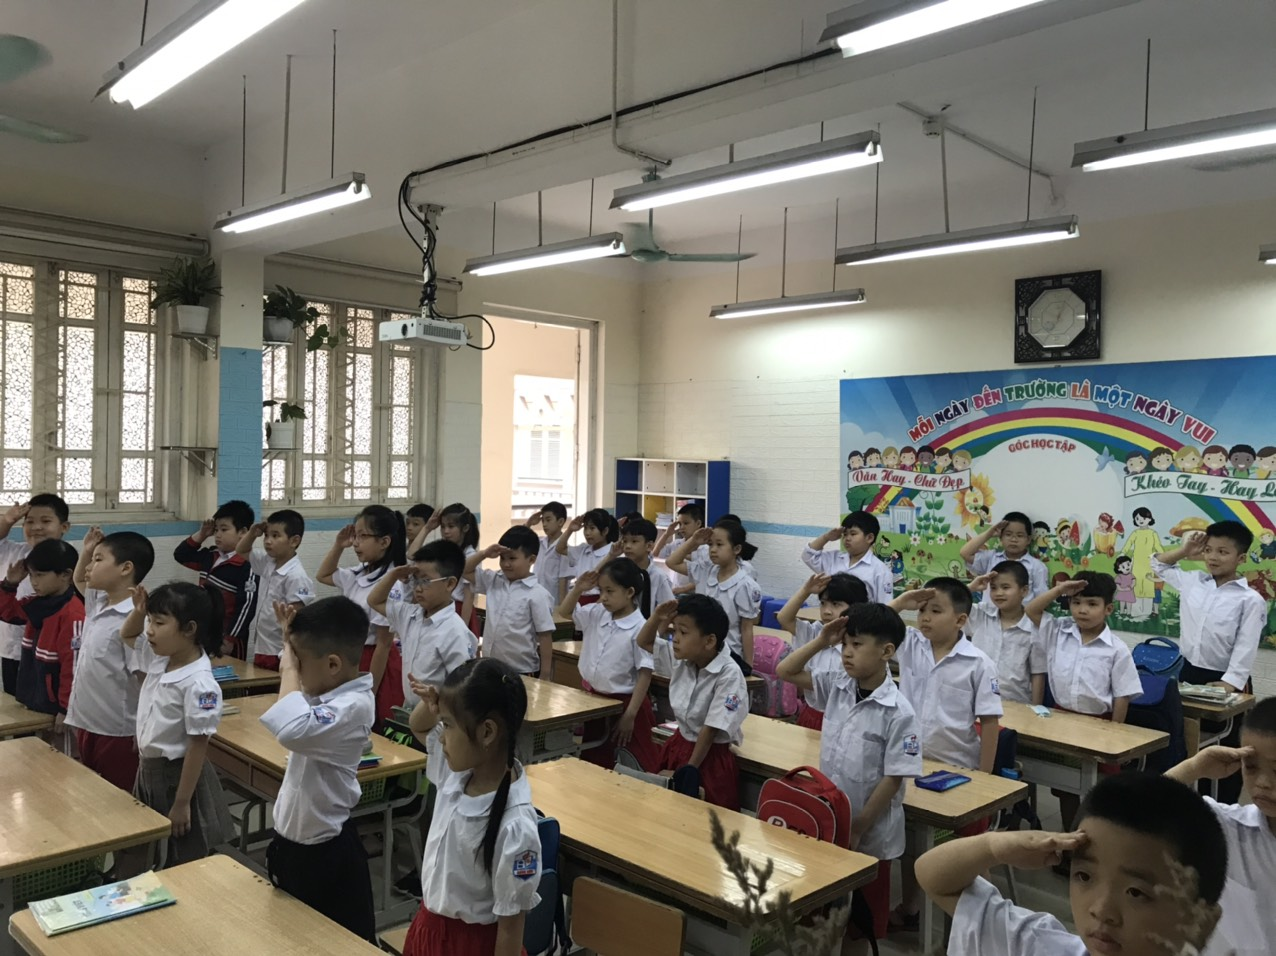 MỖI NGÀY ĐẾN TRƯỜNG LÀ MỘT NGÀY VUI
GÓC HỌC TẬP
Văn Hay - Chữ Đẹp
Khéo Tay - Hay